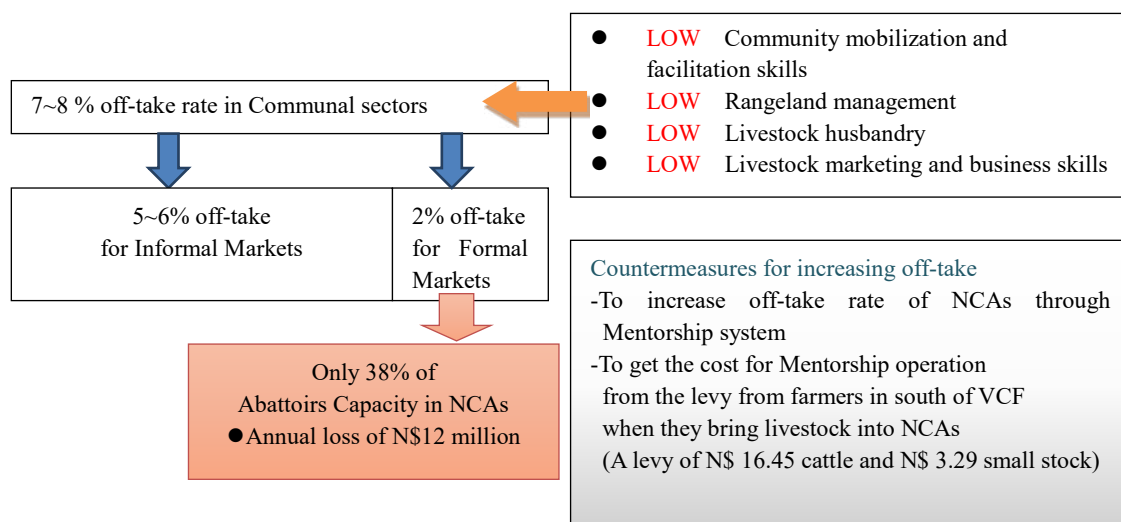 7~8 % off-take rate in Communal sectors
● LOW Community mobilization and
facilitation skills
● LOW Rangeland management
● LOW Livestock husbandry
● LOW Livestock marketing and business skills
5~6% off-take
for Informal Markets
2% off-take
for Formal
Markets
Only 38% of
Abattoirs Capacity in NCAs
●Annual loss of N$12 million
Countermeasures for increasing off-take
-To increase off-take rate of NCAs through
Mentorship system
-To get the cost for Mentorship operation
from the levy from farmers in south of VCF
when they bring livestock into NCAs
(A levy of N$ 16.45 cattle and N$ 3.29 small stock)